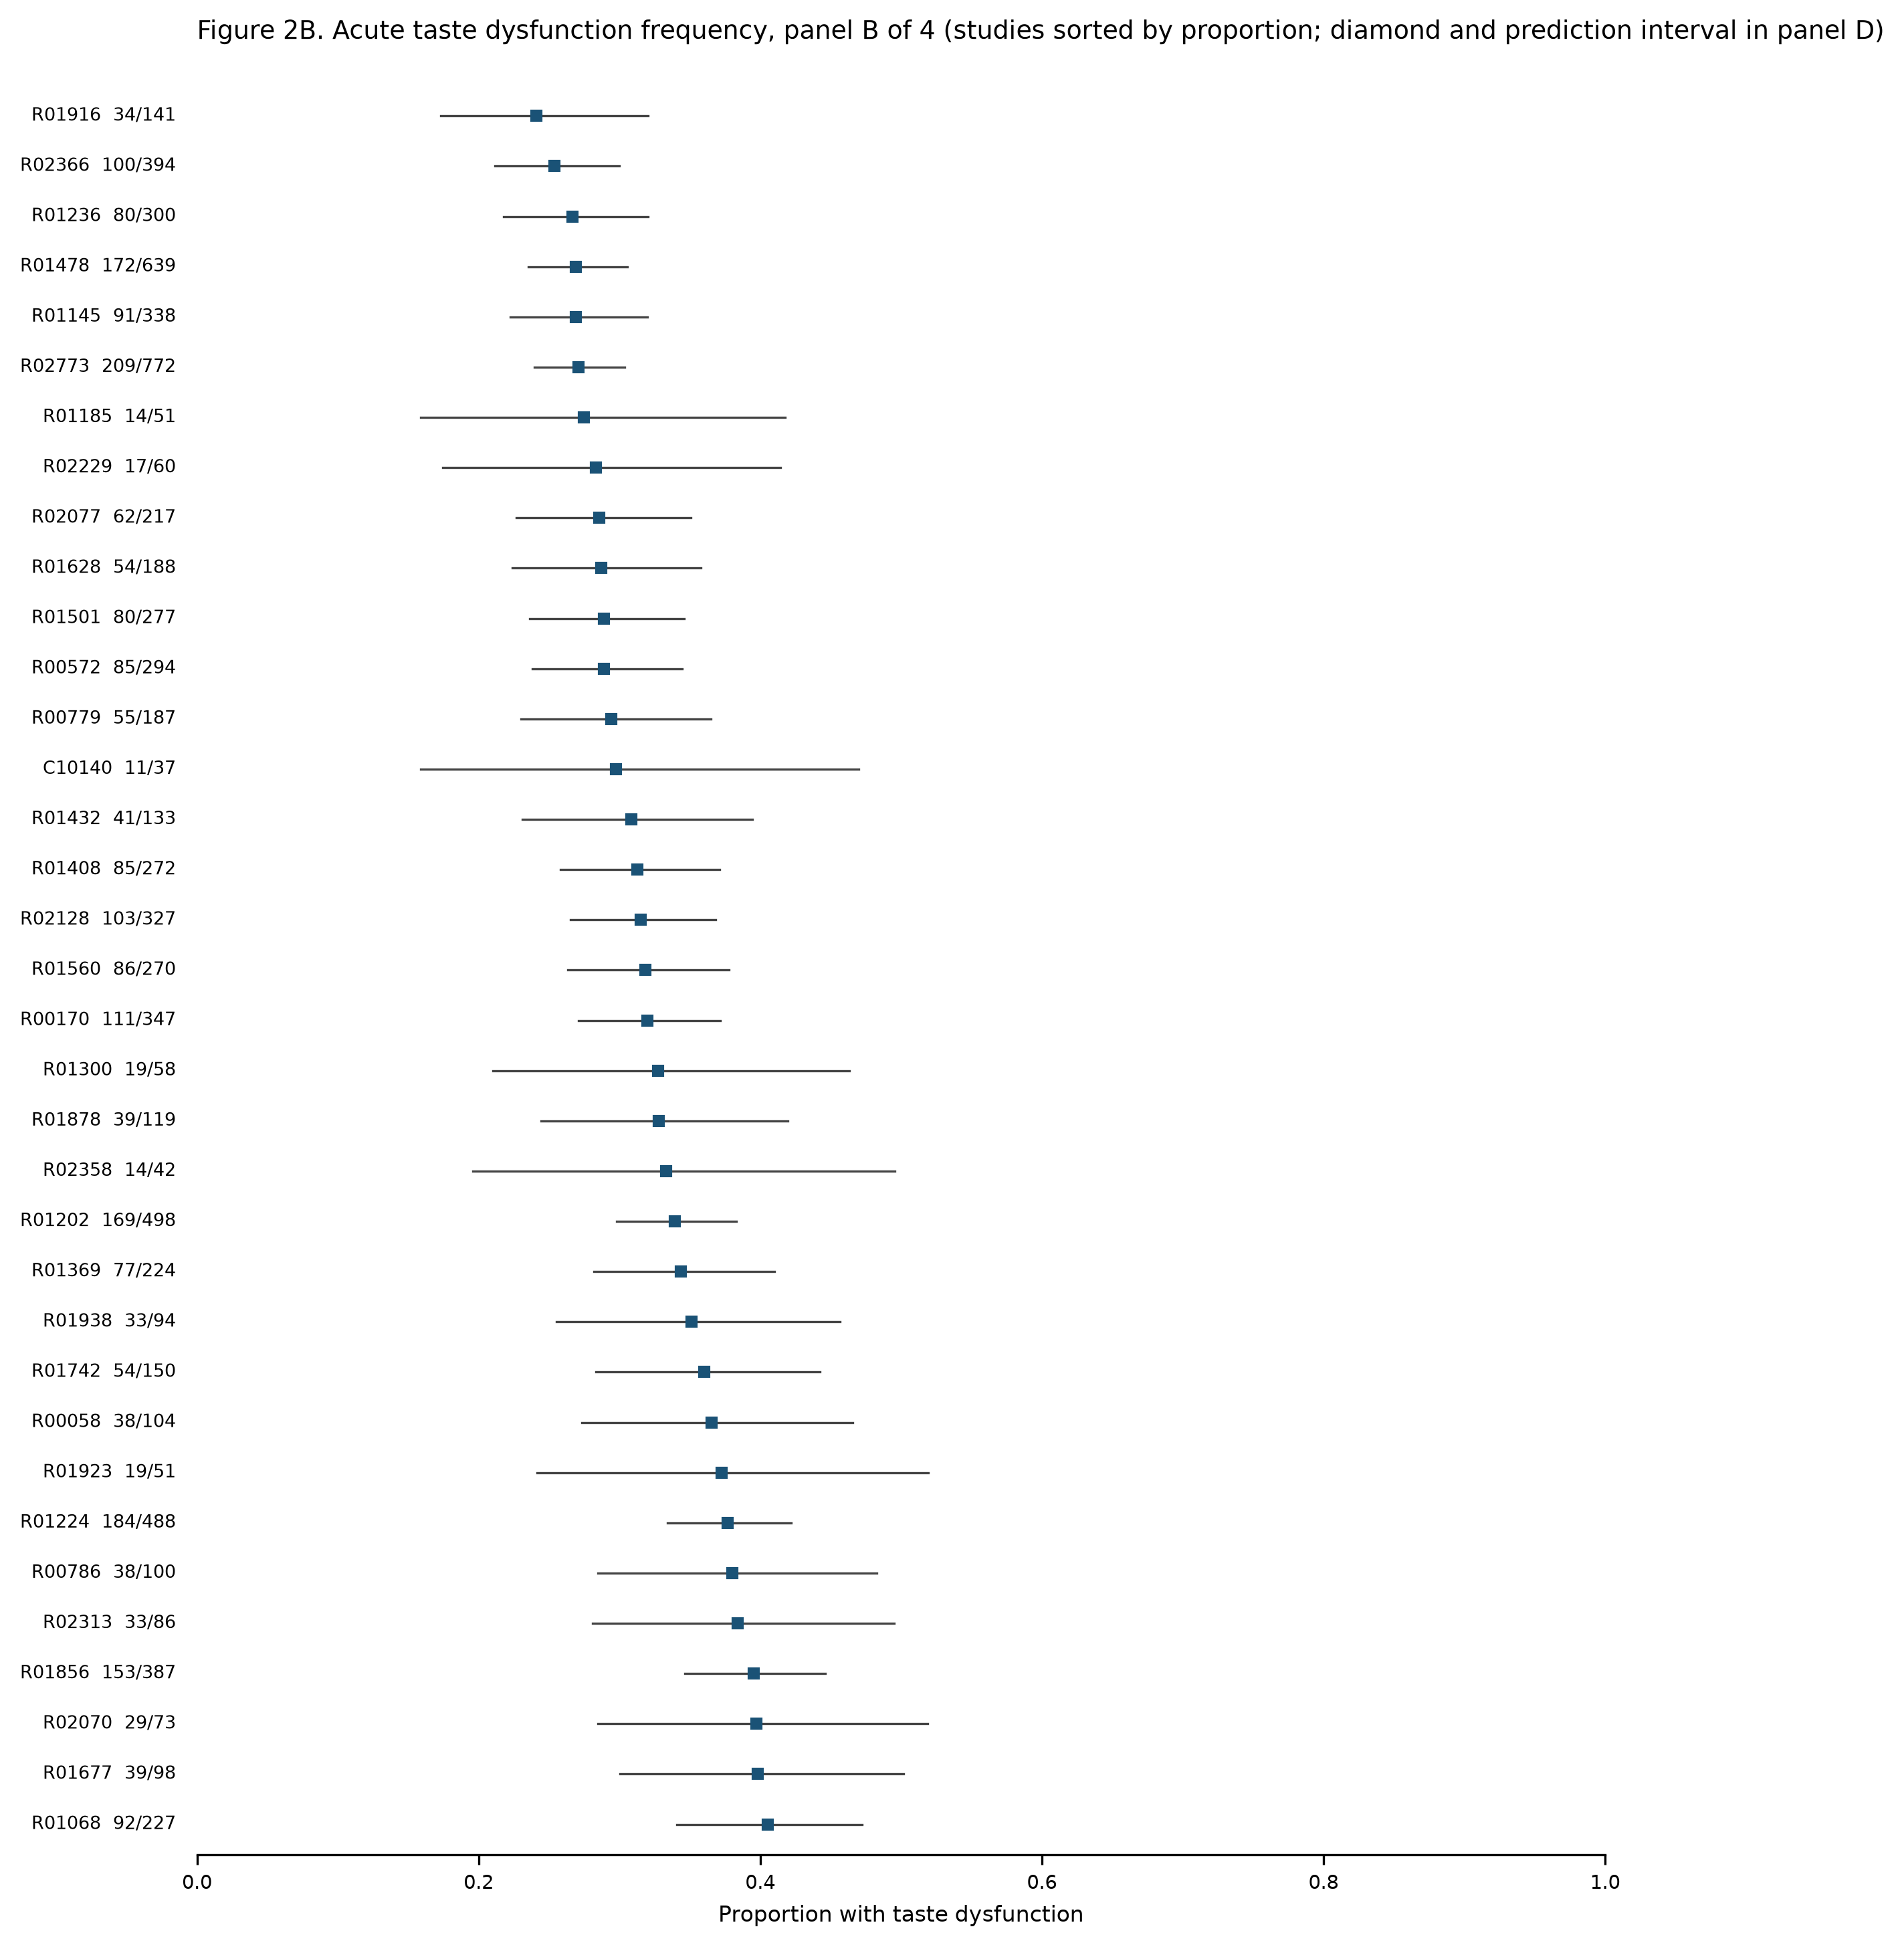 Figure 2B. Acute taste dysfunction frequency, panel B of 4 (studies sorted by proportion; diamond and prediction interval in panel D)
R01916 34/141
R02366 100/394
R01236 80/300
R01478 172/639
R01145 91/338
R02773 209/772
R01185 14/51
R02229 17/60
R02077 62/217
R01628 54/188
R01501 80/277
R00572 85/294
R00779 55/187
C10140 11/37
R01432 41/133
R01408 85/272
R02128 103/327
R01560 86/270
R00170 111/347
R01300 19/58
R01878 39/119
R02358 14/42
R01202 169/498
R01369 77/224
R01938 33/94
R01742 54/150
R00058 38/104
R01923 19/51
R01224 184/488
R00786 38/100
R02313 33/86
R01856 153/387
R02070 29/73
R01677 39/98
R01068 92/227
0.0 0.2 0.4 0.6 0.8 1.0
Proportion with taste dysfunction